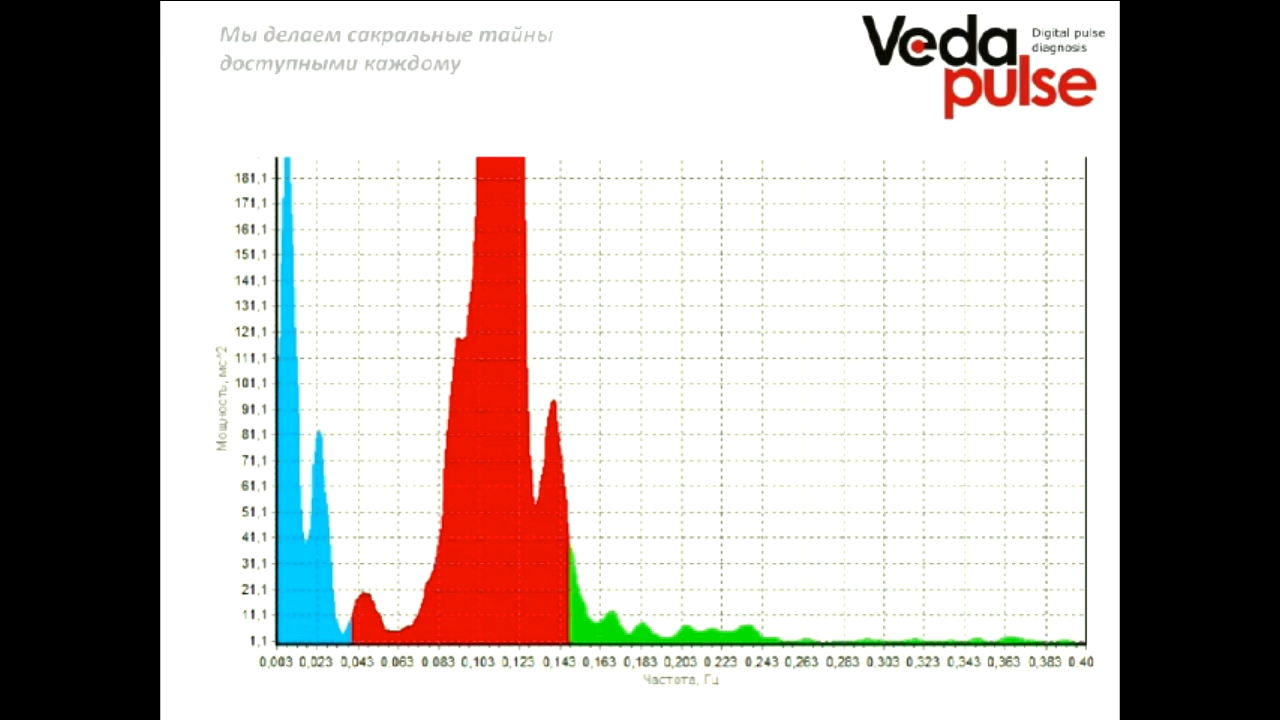 Мы делаем сакральные тайны
доступными каждому
Veda
pulse
Digital pulse
diagnosis
181,1
171,1
161,1
151,1
141,1
131,1
121,1
111,1
101,1
91,1
81,1
71,1
61,1
51,1
41,1
31,1
21,1
11,1
1,1
Мощность, мс^2
0,003 0,023 0,043 0,063 0,083 0,103 0,123 0,143 0,163 0,183 0,203 0,223 0,243 0,263 0,283 0,303 0,323 0,343 0,363 0,383 0,40
Частота, Гц